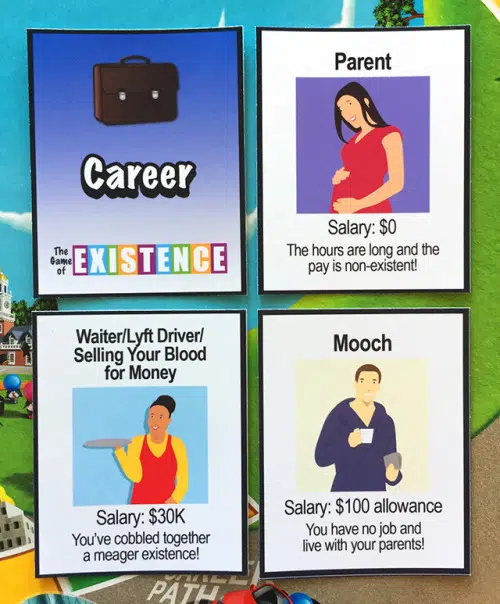 Career
The
Game
of
EXISTENCE
Parent
Salary: $0
The hours are long and the
pay is non-existent!
Waiter/Lyft Driver/
Selling Your Blood
for Money
Salary: $30K
You've cobbled together
a meager existence!
Mooch
Salary: $100 allowance
You have no job and
live with your parents!
CAREER
PATH